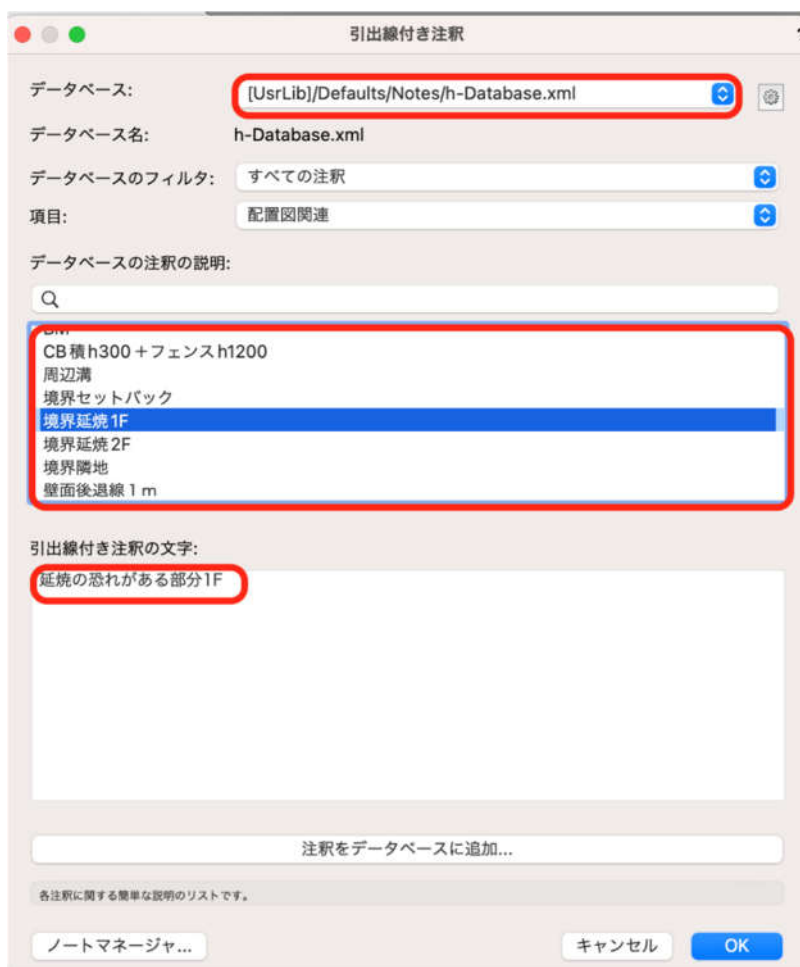 引出線付き注釈
データベース: [UsrLib]/Defaults/Notes/h-Database.xml
データベース名: h-Database.xml
データベースのフィルタ: すべての注釈
項目: 配置図関連
データベースの注釈の説明:
BM
CB積h300+フェンスh1200
周辺溝
境界セットバック
境界延焼1F
境界延焼2F
境界隣地
壁面後退線1m
引出線付き注釈の文字:
延焼の恐れがある部分1F
注釈をデータベースに追加...
各注釈に関する簡単な説明のリストです。
ノートマネージャ... キャンセル OK